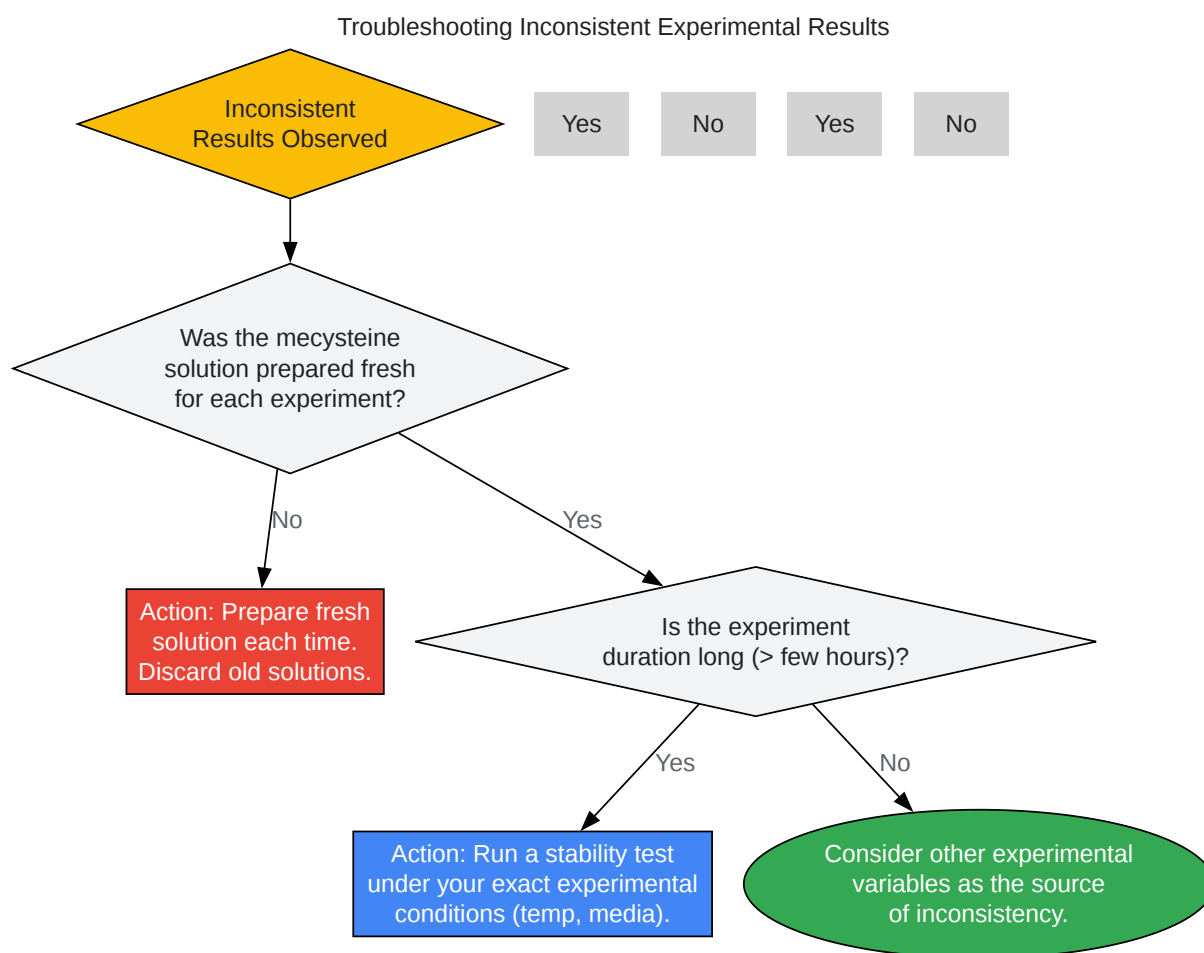 Troubleshooting Inconsistent Experimental Results
Inconsistent
Results Observed
Yes
No
Yes
No
Was the mecysteine
solution prepared fresh
for each experiment?
No
Yes
Action: Prepare fresh
solution each time.
Discard old solutions.
Is the experiment
duration long (> few hours)?
Yes
No
Action: Run a stability test
under your exact experimental
conditions (temp, media).
Consider other experimental
variables as the source
of inconsistency.